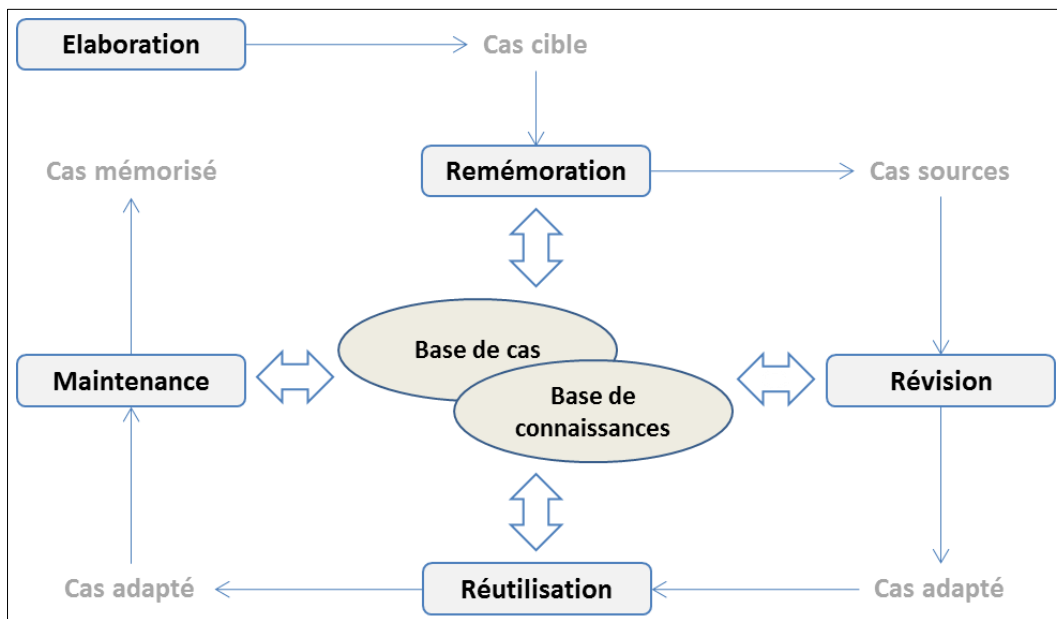 Elaboration
Cas cible
Cas mémorisé
Remémoration
Cas sources
Base de cas
Maintenance
Base de
connaissances
Révision
Cas adapté
Réutilisation
Cas adapté